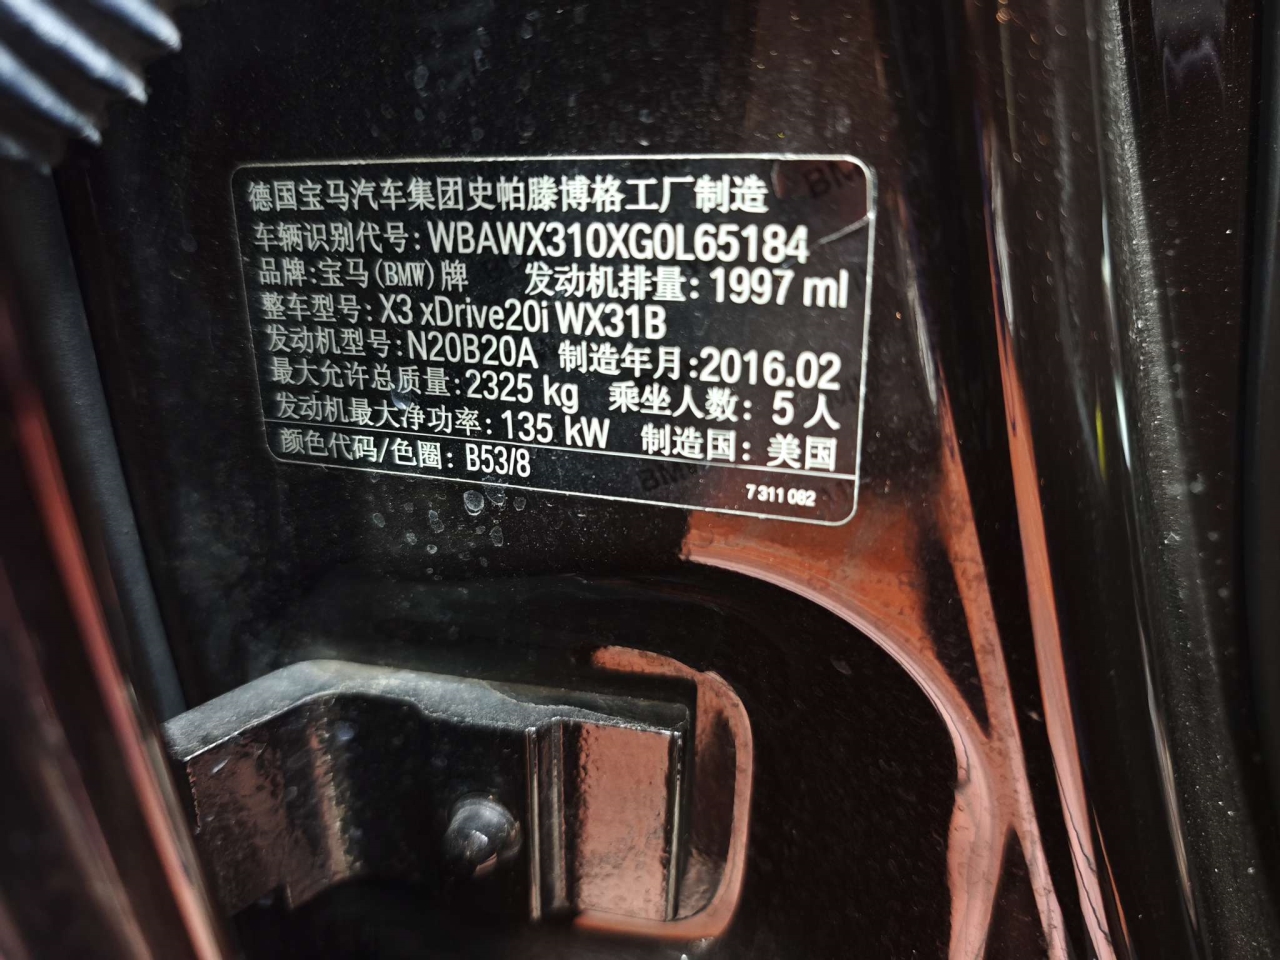 德国宝马汽车集团史帕滕博格工厂制造
车辆识别代号: WBAWX310XG0L65184
品牌: 宝马(BMW)牌 发动机排量: 1997 ml
整车型号: X3 xDrive20i WX31B
发动机型号: N20B20A 制造年月: 2016.02
最大允许总质量: 2325 kg 乘坐人数: 5 人
发动机最大净功率: 135 kW 制造国: 美国
颜色代码/色圈: B53/8
7 311 082